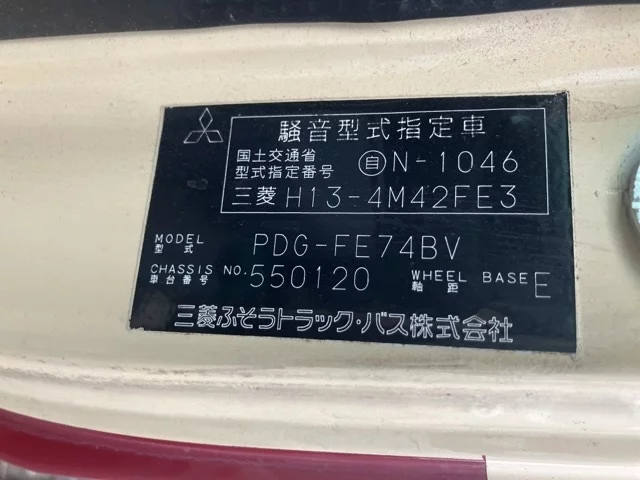 騒音型式指定車
国土交通省
型式指定番号 自N-1046
三菱 H13-4M42FE3
MODEL
型式 PDG-FE74BV
CHASSIS NO.
車台番号 550120 WHEEL BASE
軸距 E
三菱ふそうトラック・バス株式会社